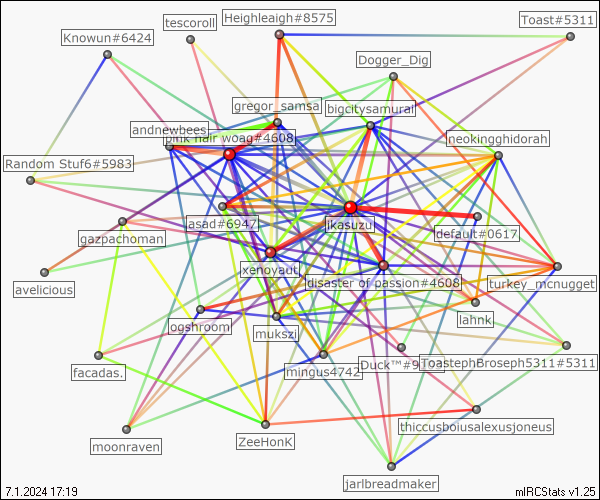 Heighleaigh#8575
Toast#5311
tescoroll
Knowun#6424
Dogger_Dig
gregor_samsa
bigcitysamurai
andnewbees
pink hair woag#4608
neokingghidorah
Random Stuf6#5983
asad#6947
ikasuzu
default#0617
gazpachoman
xenoyaut
disaster of passion#4608
turkey_mcnugget
avelicious
lahnk
ogshroom
mukszi
facadas.
mingus4742
Duck™#9
ToastephBroseph5311#5311
moonraven
ZeeHonK
thiccusboiusalexusjoneus
jarlbreadmaker
7.1.2024 17:19
mIRCStats v1.25